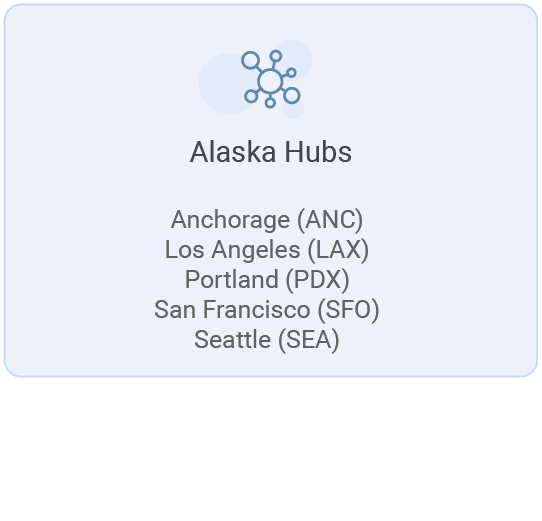 Alaska Hubs
Anchorage (ANC)
Los Angeles (LAX)
Portland (PDX)
San Francisco (SFO)
Seattle (SEA)